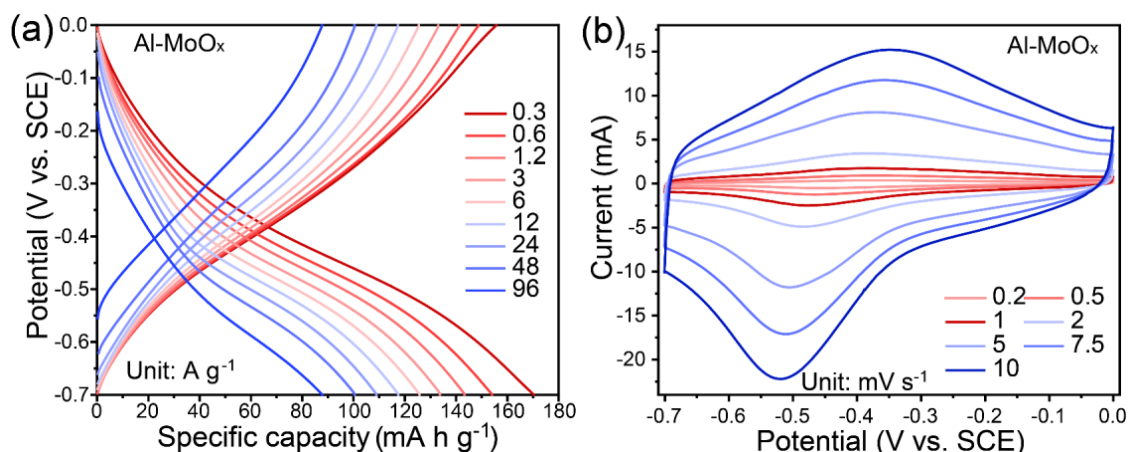 (a)
Al-MoOₓ
Potential (V vs. SCE)
0.0
-0.1
-0.2
-0.3
-0.4
-0.5
-0.6
-0.7
0.3
0.6
1.2
3
6
12
24
48
96
Unit: A g⁻¹
0 20 40 60 80 100 120 140 160 180
Specific capacity (mA h g⁻¹)
(b)
Al-MoOₓ
Current (mA)
15
10
5
0
-5
-10
-15
-20
0.2 0.5
1 2
5 7.5
10
Unit: mV s⁻¹
-0.7 -0.6 -0.5 -0.4 -0.3 -0.2 -0.1 0.0
Potential (V vs. SCE)